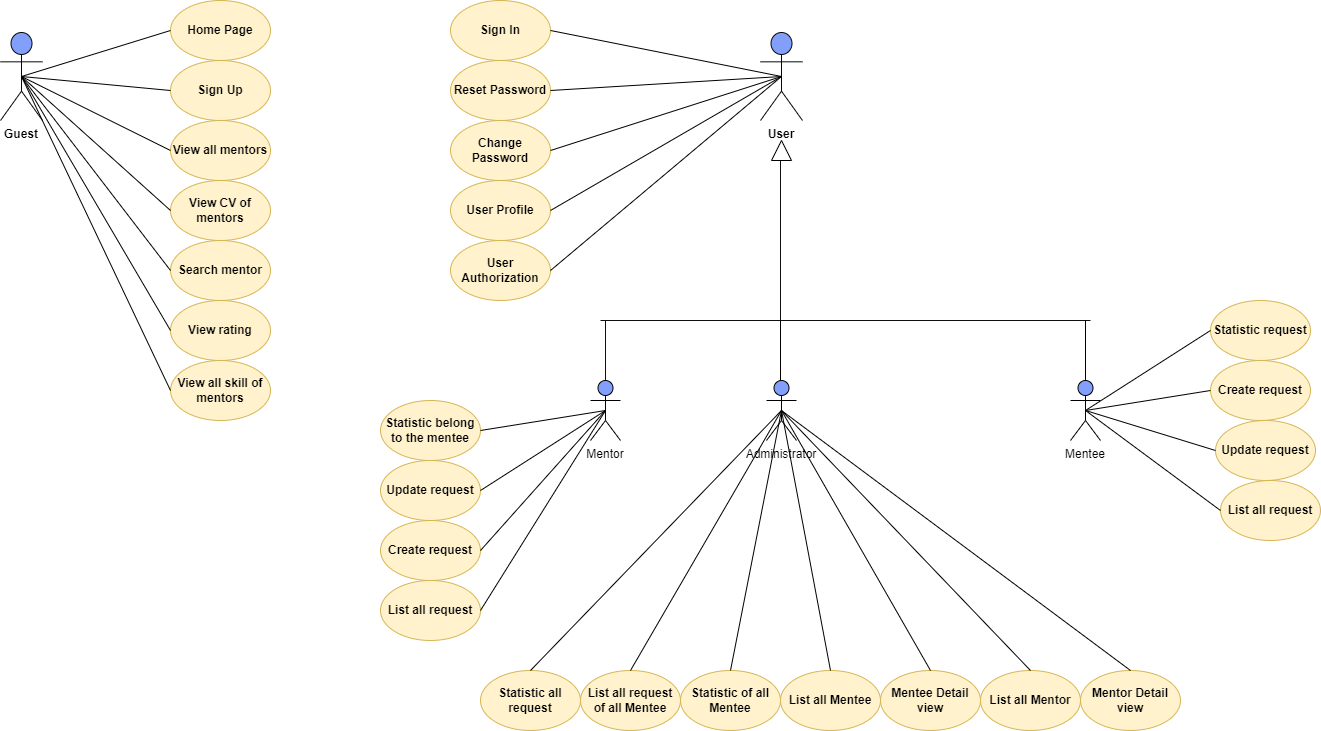 Home Page
Sign Up
View all mentors
View CV of
mentors
Search mentor
View rating
View all skill of
mentors
Guest
Sign In
Reset Password
Change
Password
User Profile
User
Authorization
User
Mentor
Administrator
Mentee
Statistic belong
to the mentee
Update request
Create request
List all request
Statistic request
Create request
Update request
List all request
Statistic all
request
List all request
of all Mentee
Statistic of all
Mentee
List all Mentee
Mentee Detail
view
List all Mentor
Mentor Detail
view